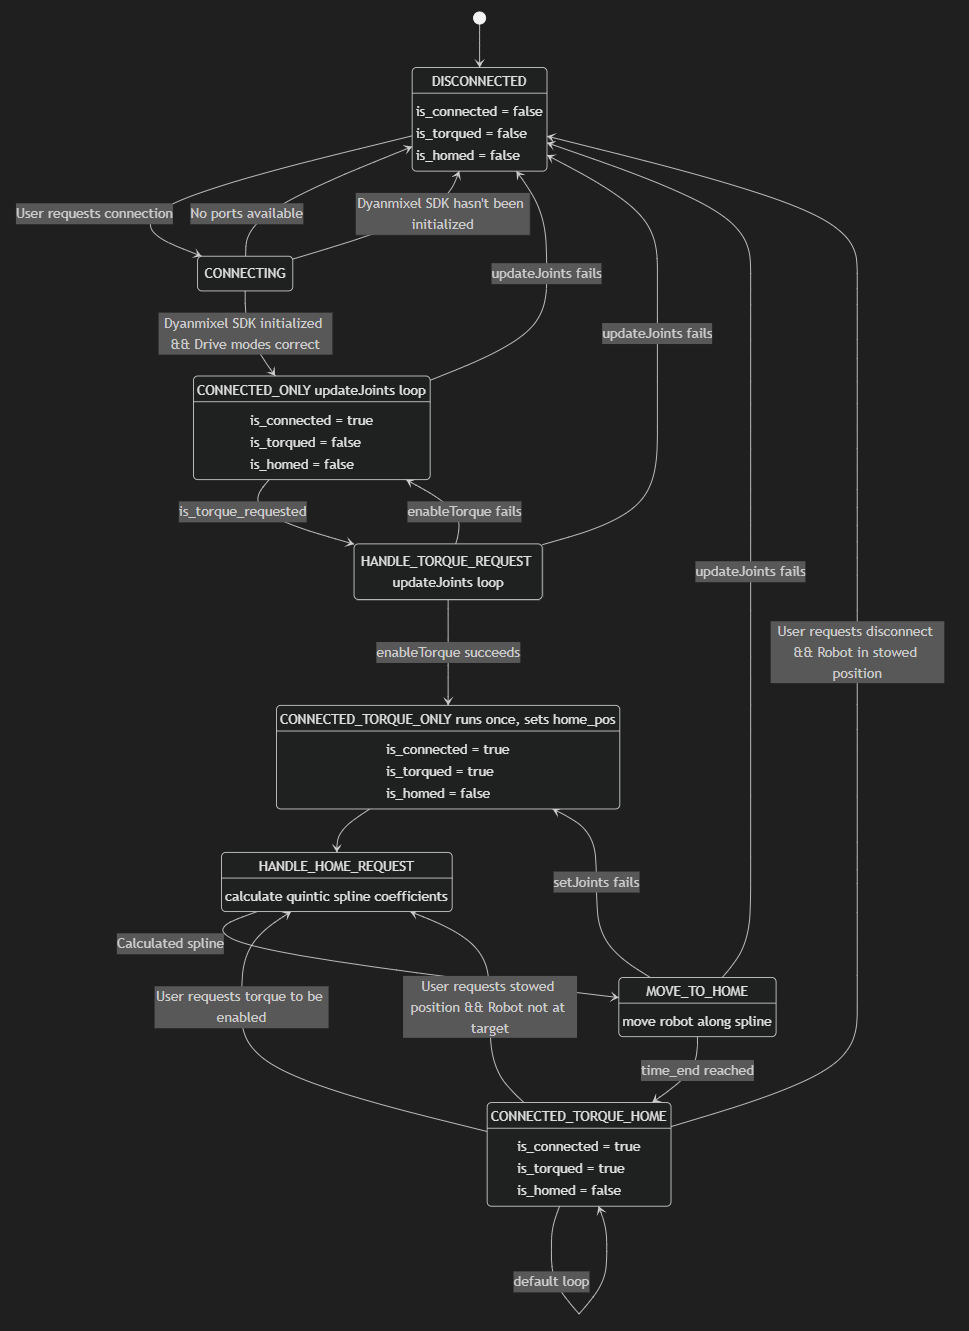 DISCONNECTED
is_connected = false
is_torqued = false
is_homed = false
User requests connection
No ports available
Dyanmixel SDK hasn't been
initialized
CONNECTING
updateJoints fails
Dyanmixel SDK initialized
&& Drive modes correct
updateJoints fails
CONNECTED_ONLY updateJoints loop
is_connected = true
is_torqued = false
is_homed = false
is_torque_requested
enableTorque fails
HANDLE_TORQUE_REQUEST
updateJoints loop
updateJoints fails
User requests disconnect
&& Robot in stowed
position
enableTorque succeeds
CONNECTED_TORQUE_ONLY runs once, sets home_pos
is_connected = true
is_torqued = true
is_homed = false
HANDLE_HOME_REQUEST
calculate quintic spline coefficients
setJoints fails
Calculated spline
User requests torque to be
enabled
User requests stowed
position && Robot not at
target
MOVE_TO_HOME
move robot along spline
time_end reached
CONNECTED_TORQUE_HOME
is_connected = true
is_torqued = true
is_homed = false
default loop